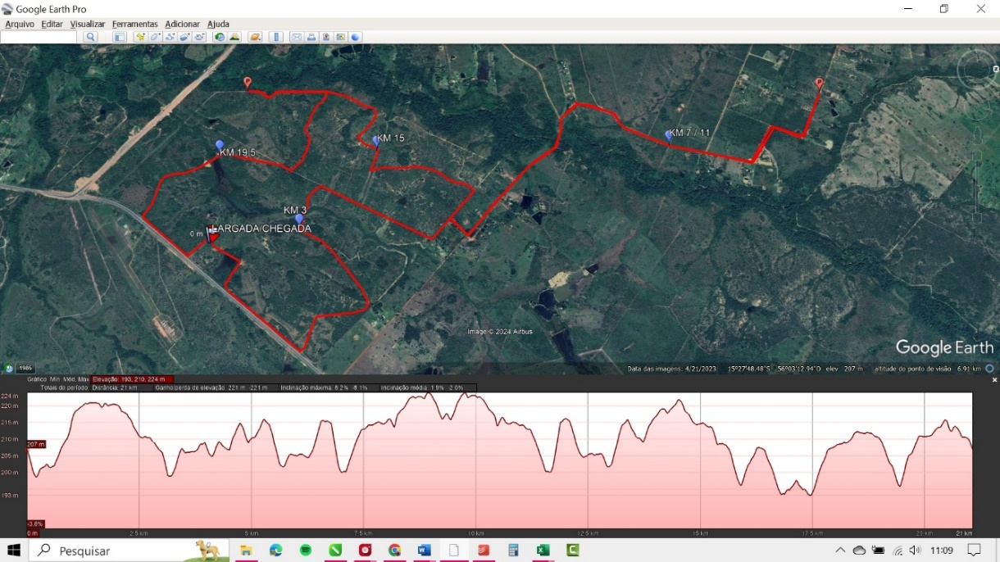 Google Earth Pro
Arquivo Editar Visualizar Ferramentas Adicionar Ajuda
KM 7 / 11
KM 15
KM 19,5
KM 3
LARGADA/CHEGADA
0 m
Image © 2024 Airbus
Google Earth
1985
Data das imagens: 4/21/2023 15°27'48.48"S 56°03'12.94"O elev 207 m altitude do ponto de visão 6.91 km
Gráfico Mín, Méd, Máx Elevação: 193, 210, 224 m
Totais do período: Distância: 21 km Ganho/perda de elevação: 221 m, -221 m Inclinação máxima: 8.2%, -8.1% Inclinação média: 1.9%, -2.0%
224 m
220 m
215 m
210 m
207 m
205 m
200 m
193 m
-3.8%
0 m 2.5 km 5 km 7.5 km 10 km 12.5 km 15 km 17.5 km 20 km 21 km
Pesquisar
11:09